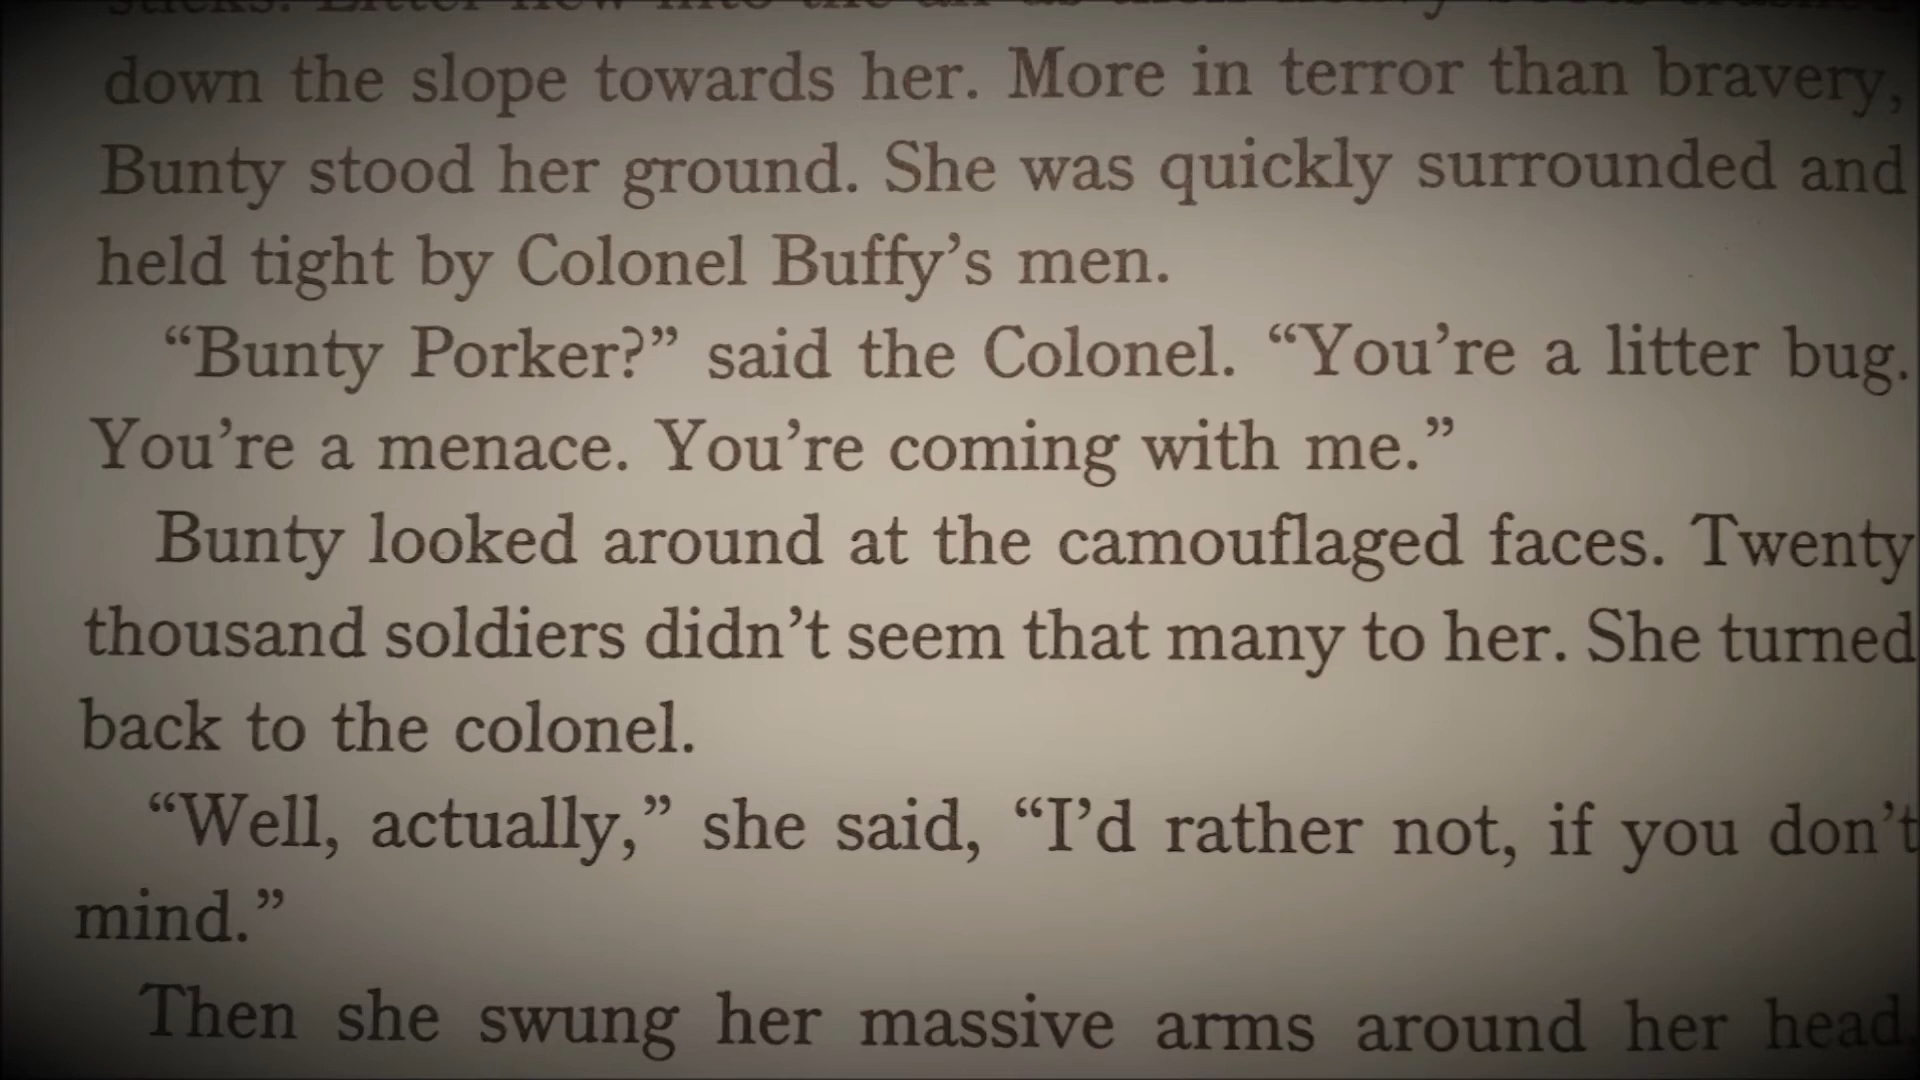 down the slope towards her. More in terror than bravery,
Bunty stood her ground. She was quickly surrounded and
held tight by Colonel Buffy’s men.
“Bunty Porker?” said the Colonel. “You’re a litter bug.
You’re a menace. You’re coming with me.”
Bunty looked around at the camouflaged faces. Twenty
thousand soldiers didn’t seem that many to her. She turned
back to the colonel.
“Well, actually,” she said, “I’d rather not, if you don’t
mind.”
Then she swung her massive arms around her head.